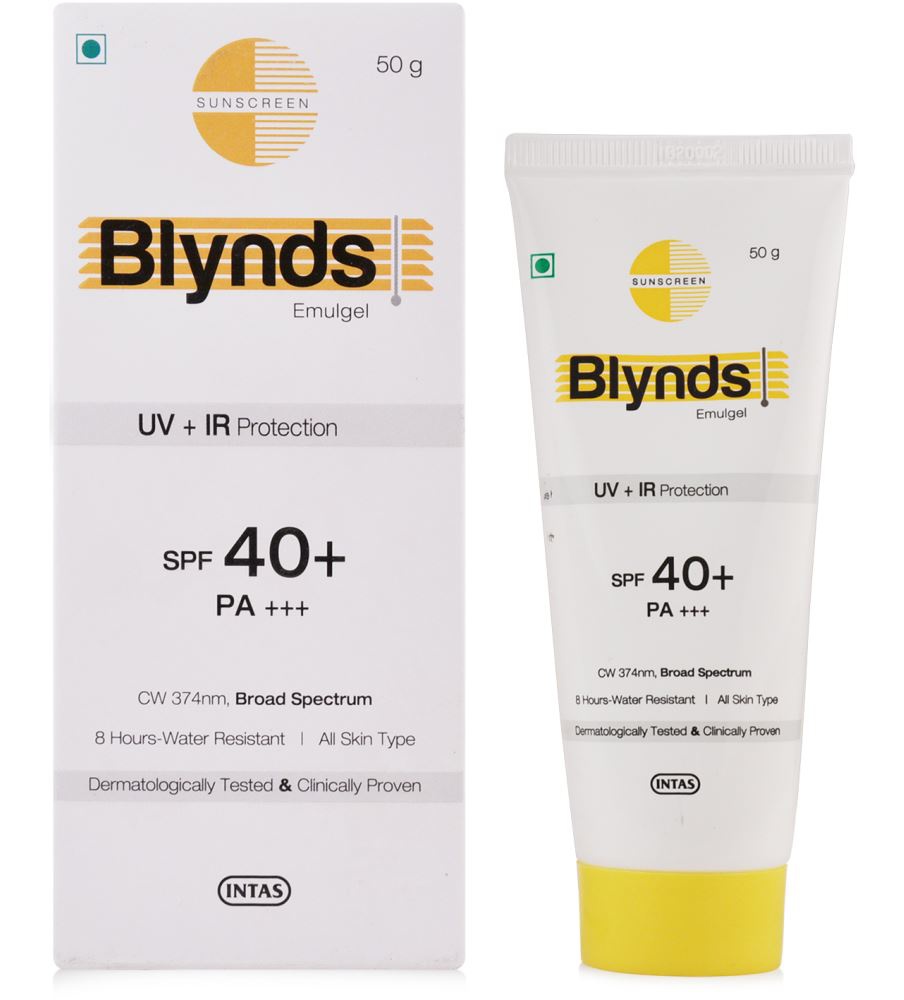 50 g
SUNSCREEN
Blynds
Emulgel
UV + IR Protection
SPF 40+
PA +++
CW 374nm, Broad Spectrum
8 Hours-Water Resistant | All Skin Type
Dermatologically Tested & Clinically Proven
INTAS
50 g
SUNSCREEN
Blynds
Emulgel
UV + IR Protection
SPF 40+
PA +++
CW 374nm, Broad Spectrum
8 Hours-Water Resistant | All Skin Type
Dermatologically Tested & Clinically Proven
INTAS